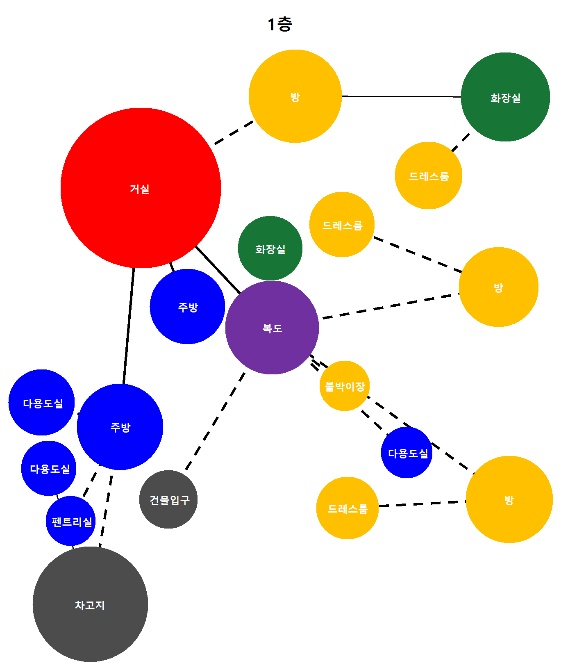 1층
방
화장실
드레스룸
거실
드레스룸
화장실
방
주방
복도
붙박이장
다용도실
주방
다용도실
다용도실
건물입구
드레스룸
방
펜트리실
차고지